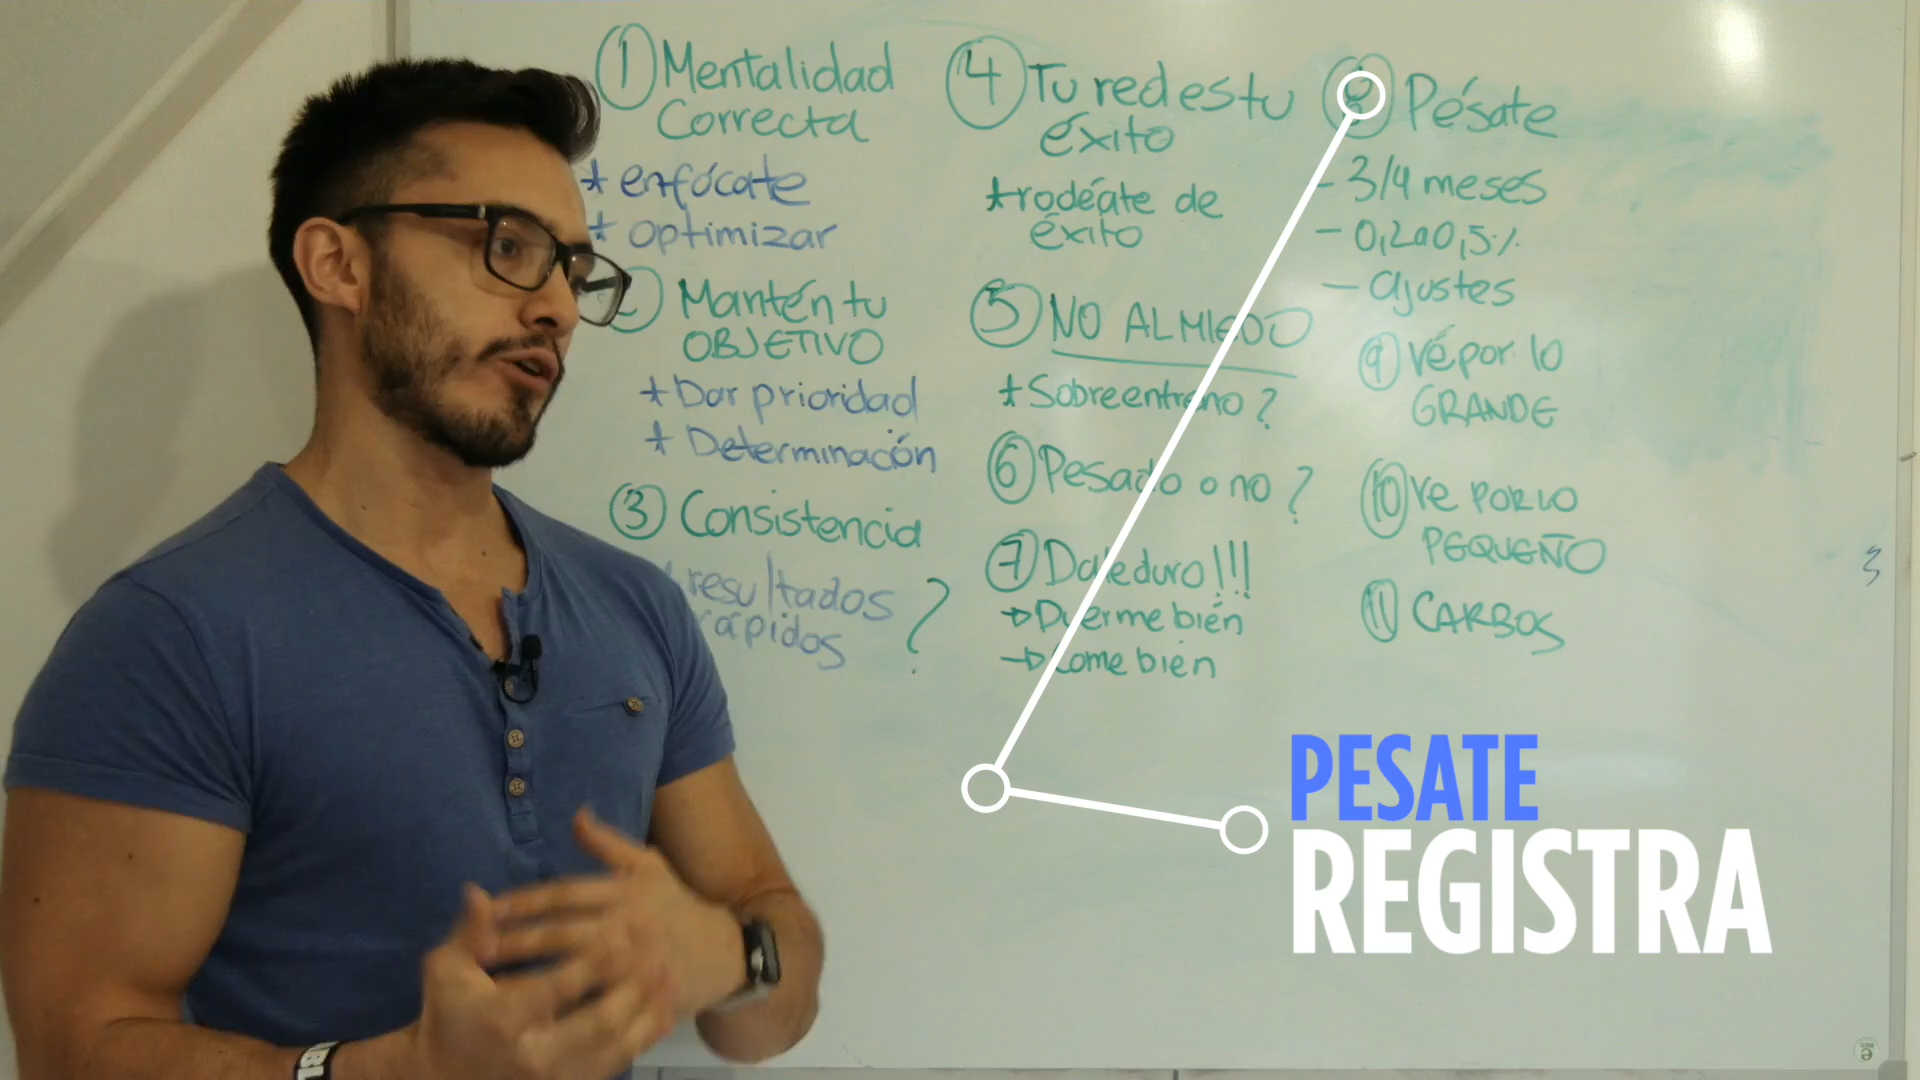 1 Mentalidad
Correcta
* enfócate
* optimizar
2 Mantén tu
OBJETIVO
* Dar prioridad
* Determinación
3 Consistencia
resultados
rápidos ?
4 Tu red es tu
éxito
* rodéate de
éxito
5 NO AL MIEDO
* Sobreentreno ?
6 Pesado o no ?
7 Dale duro!!!
→ Duerme bién
→ Come bien
8 Pésate
- 3/4 meses
- 0,2 a 0,5%
- ajustes
9 Vé por lo
GRANDE
10 Ve POR LO
PEQUEÑO
11 CARBOS
PESATE
REGISTRA